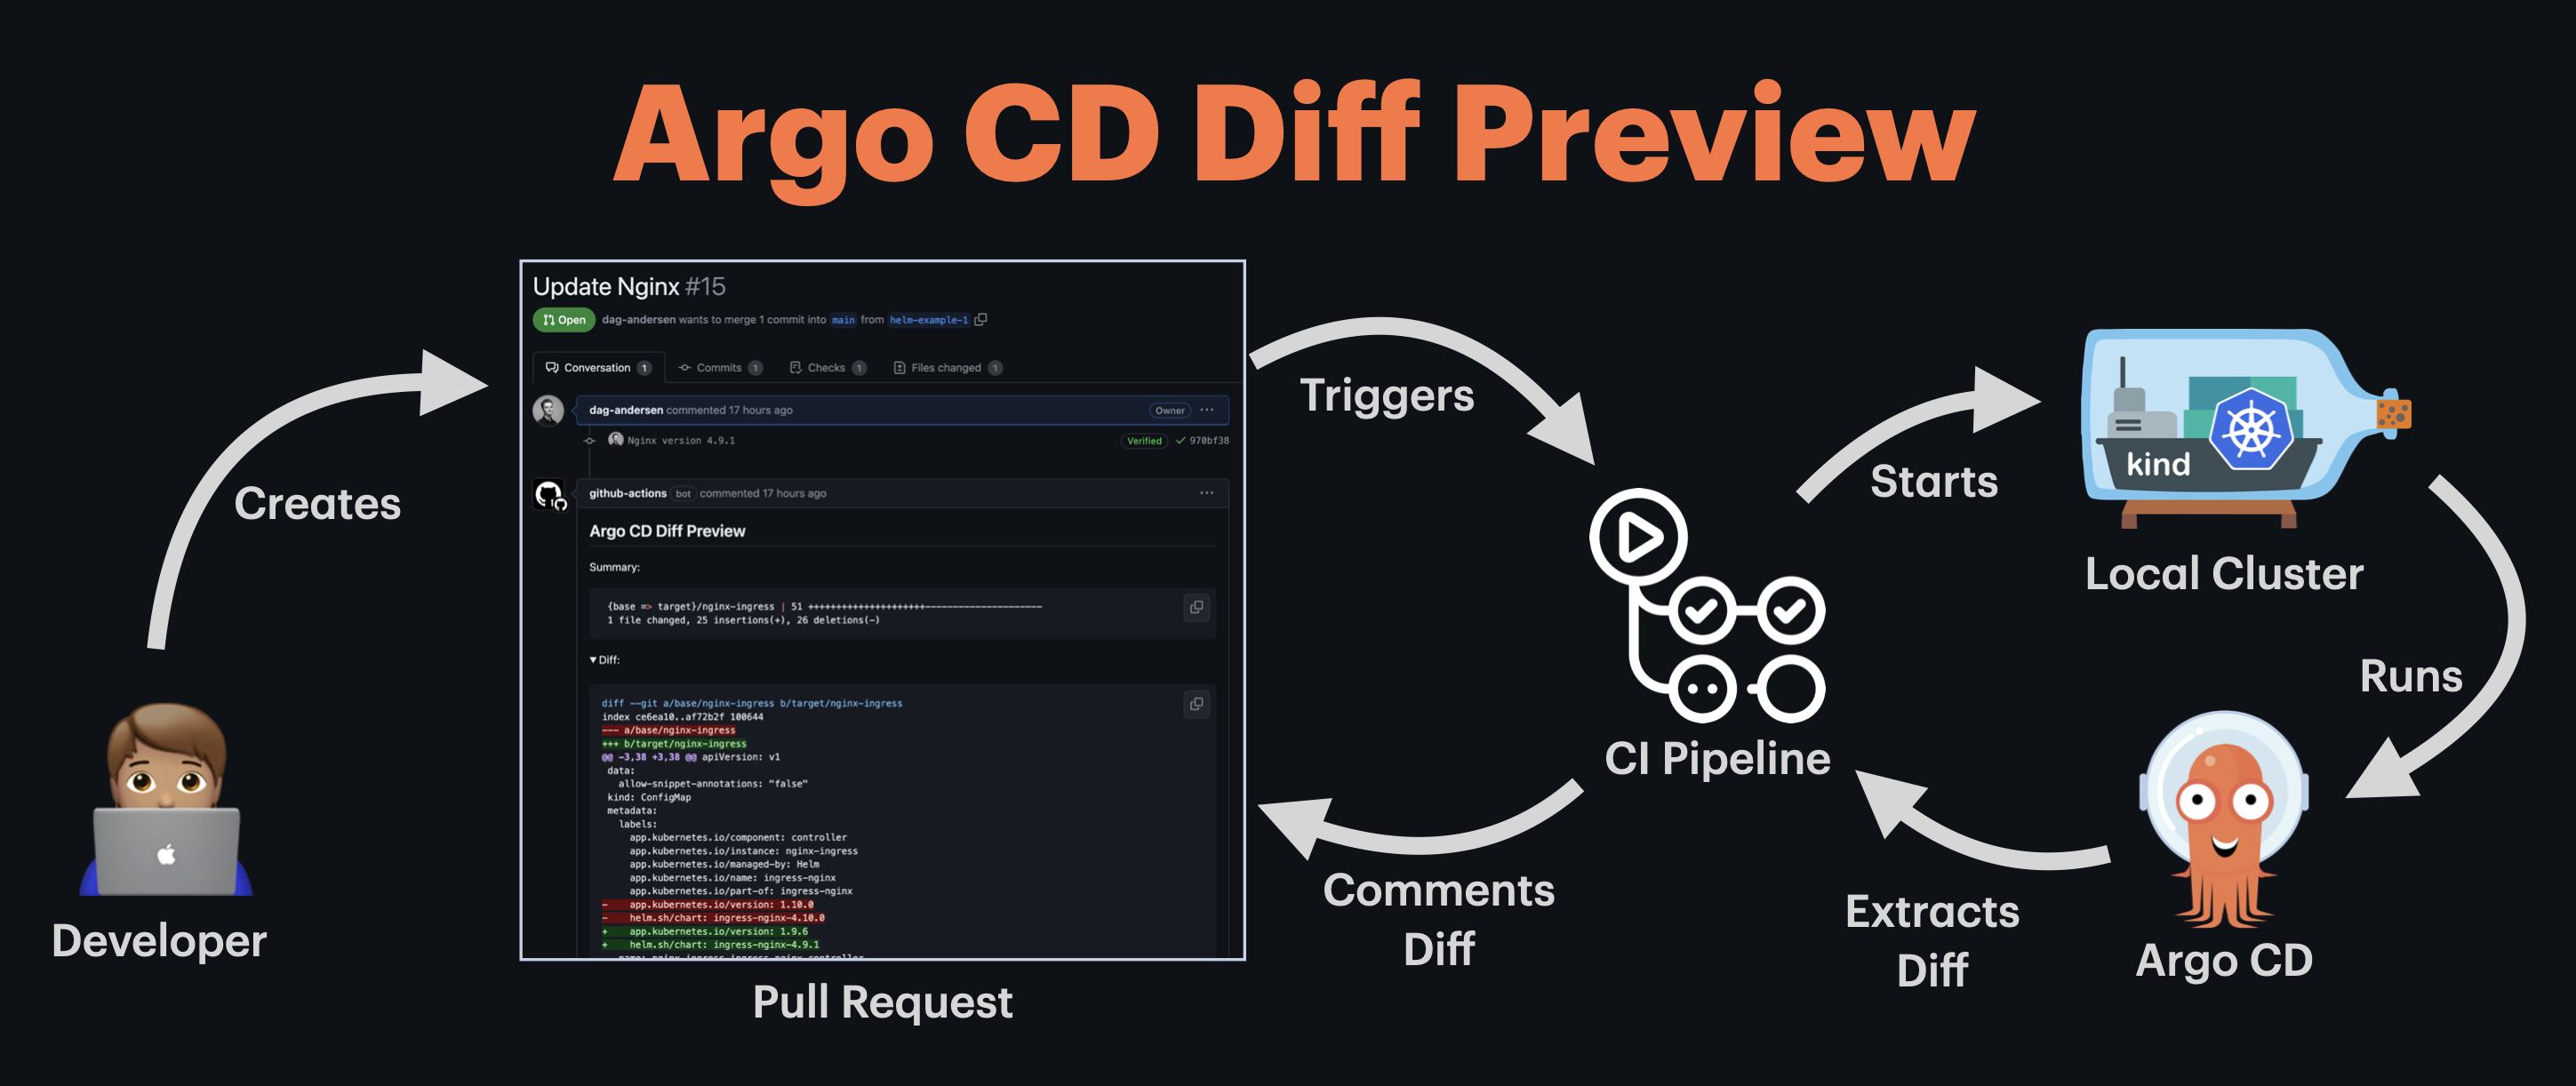 Argo CD Diff Preview
Creates
Developer
Update Nginx #15
Open dag-andersen wants to merge 1 commit into main from helm-example-1
Conversation 1 Commits 1 Checks 1 Files changed 1
dag-andersen commented 17 hours ago Owner ...
Nginx version 4.9.1 Verified 970bf38
github-actions bot commented 17 hours ago ...
Argo CD Diff Preview
Summary:
{base => target}/nginx-ingress | 51 +++++++++++++++++++++----------------------
1 file changed, 25 insertions(+), 26 deletions(-)
▼ Diff:
diff --git a/base/nginx-ingress b/target/nginx-ingress
index ce6ea10..af72b2f 100644
--- a/base/nginx-ingress
+++ b/target/nginx-ingress
@@ -3,38 +3,38 @@ apiVersion: v1
data:
allow-snippet-annotations: "false"
kind: ConfigMap
metadata:
labels:
app.kubernetes.io/component: controller
app.kubernetes.io/instance: nginx-ingress
app.kubernetes.io/managed-by: Helm
app.kubernetes.io/name: ingress-nginx
app.kubernetes.io/part-of: ingress-nginx
- app.kubernetes.io/version: 1.10.0
- helm.sh/chart: ingress-nginx-4.10.0
+ app.kubernetes.io/version: 1.9.6
+ helm.sh/chart: ingress-nginx-4.9.1
name: nginx-ingress-ingress-nginx-controller
Pull Request
Triggers
CI Pipeline
Comments
Diff
Starts
kind
Local Cluster
Runs
Argo CD
Extracts
Diff